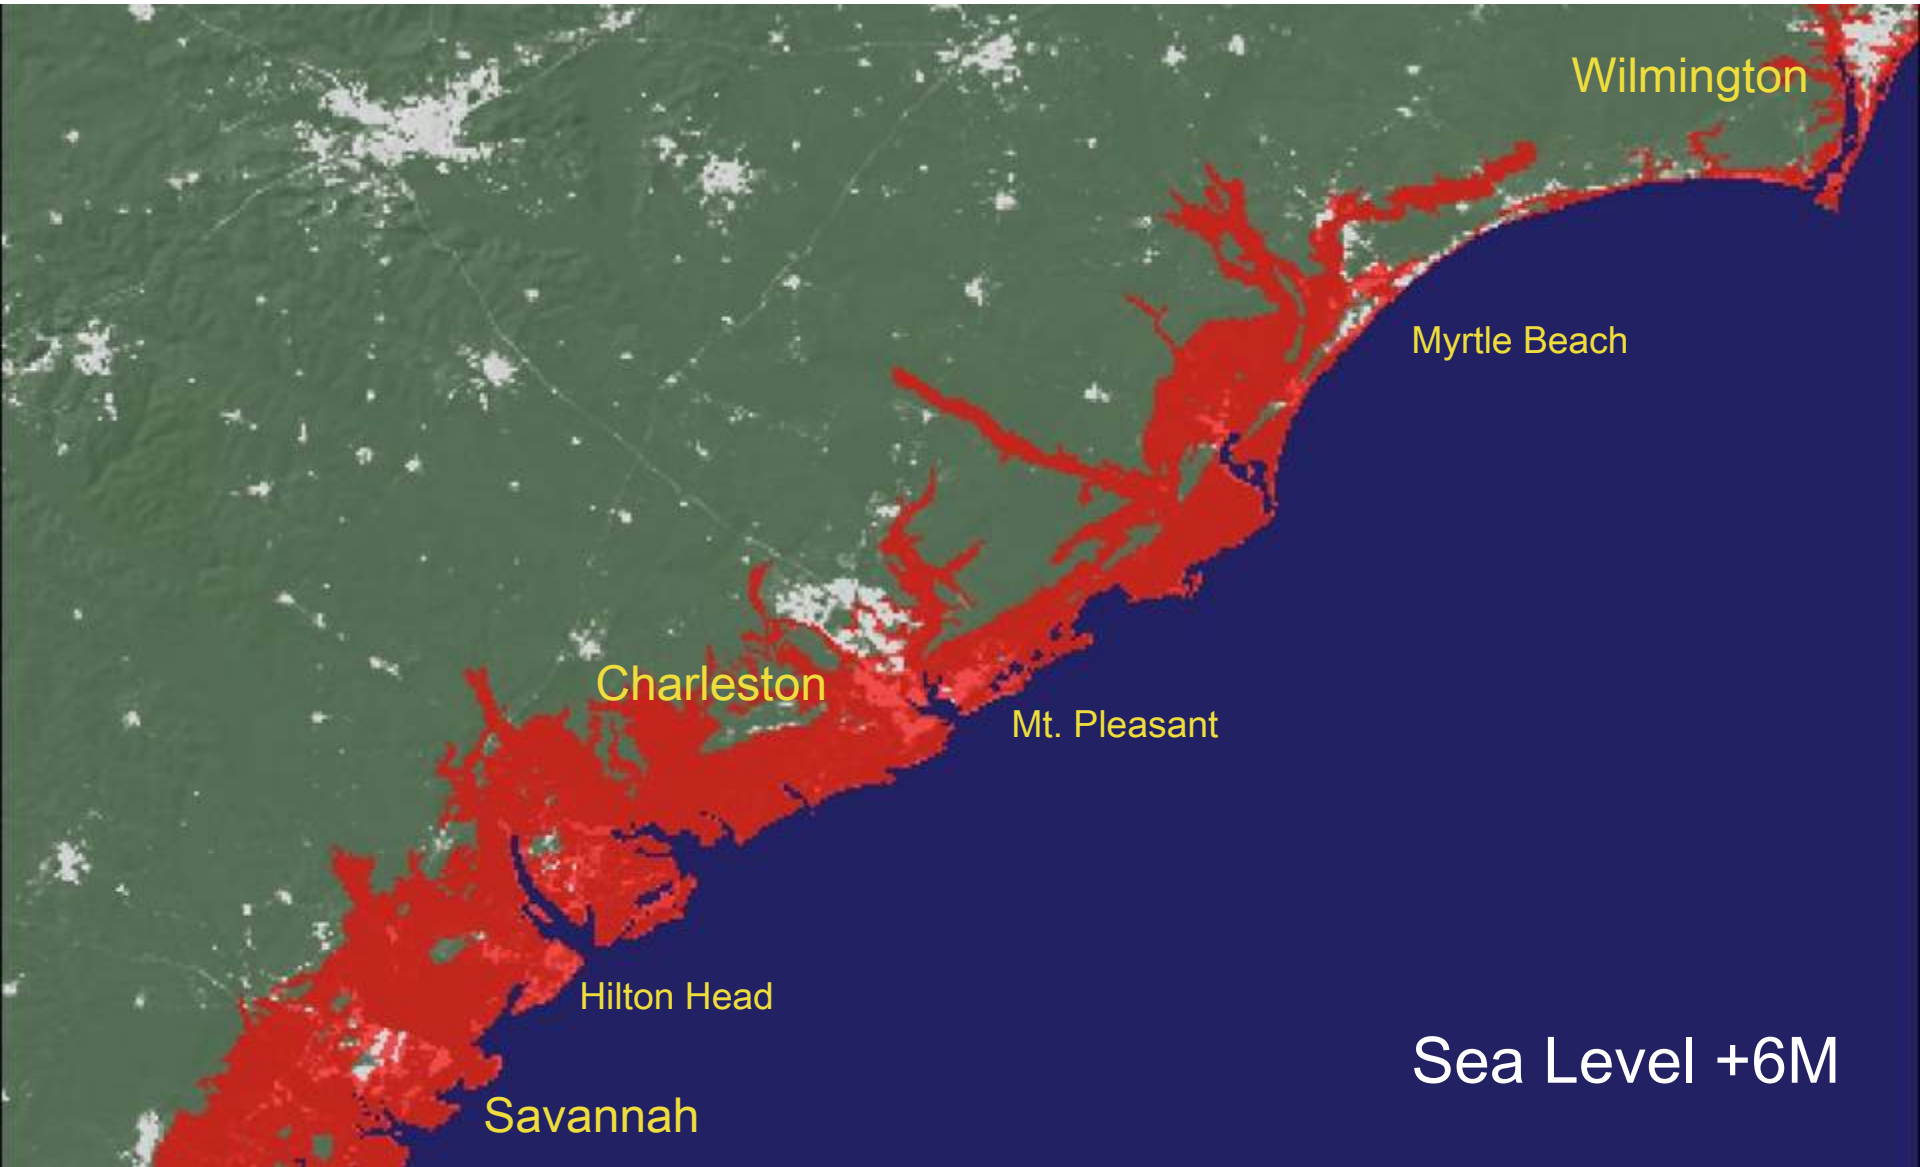 Wilmington
Myrtle Beach
Charleston
Mt. Pleasant
Hilton Head
Sea Level +6M
Savannah